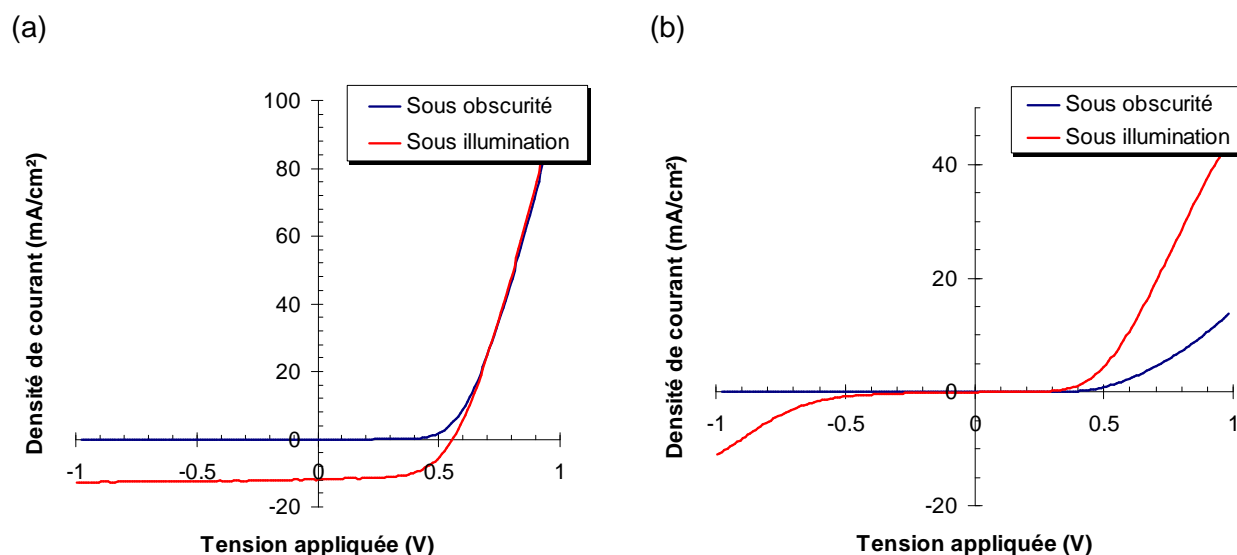 (a)
Sous obscurité
Sous illumination
100
80
60
40
20
0
-20
-1
-0.5
0
0.5
1
Densité de courant (mA/cm²)
Tension appliquée (V)
(b)
Sous obscurité
Sous illumination
40
20
0
-20
-1
-0.5
0
0.5
1
Densité de courant (mA/cm²)
Tension appliquée (V)